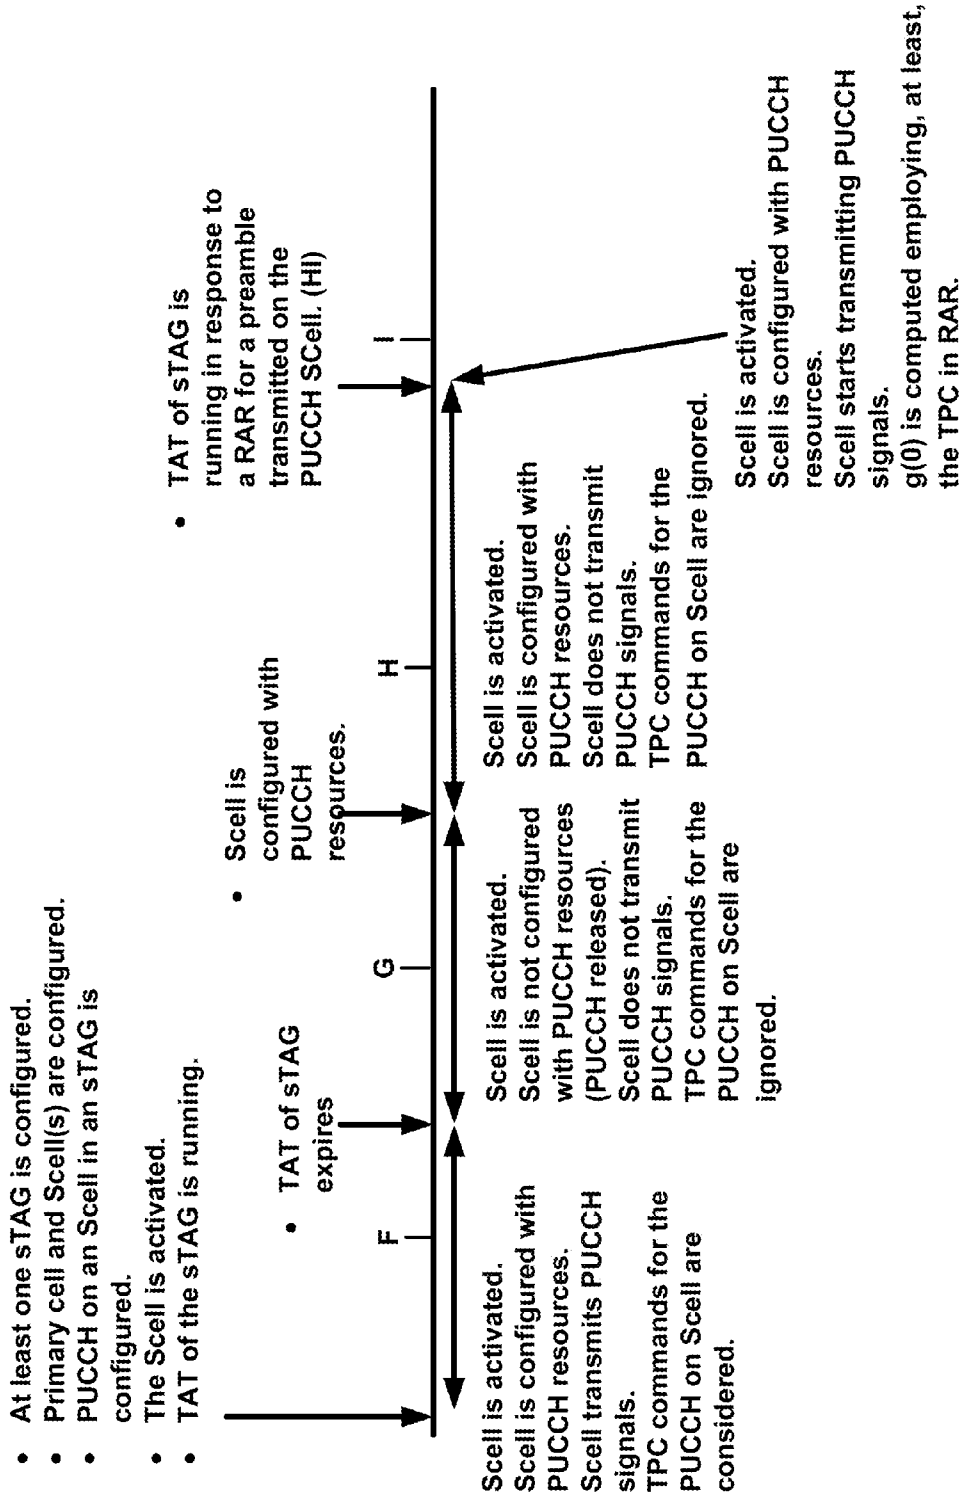 • At least one sTAG is configured.
• Primary cell and Scell(s) are configured.
• PUCCH on an Scell in an sTAG is
configured.
• The Scell is activated.
• TAT of the sTAG is running.
• TAT of sTAG
expires
• Scell is
configured with
PUCCH
resources.
• TAT of sTAG is
running in response to
a RAR for a preamble
transmitted on the
PUCCH SCell. (HI)
F
G
H
I
Scell is activated.
Scell is configured with
PUCCH resources.
Scell transmits PUCCH
signals.
TPC commands for the
PUCCH on Scell are
considered.
Scell is activated.
Scell is not configured
with PUCCH resources
(PUCCH released).
Scell does not transmit
PUCCH signals.
TPC commands for the
PUCCH on Scell are
ignored.
Scell is activated.
Scell is configured with
PUCCH resources.
Scell does not transmit
PUCCH signals.
TPC commands for the
PUCCH on Scell are ignored.
Scell is activated.
Scell is configured with PUCCH
resources.
Scell starts transmitting PUCCH
signals.
g(0) is computed employing, at least,
the TPC in RAR.